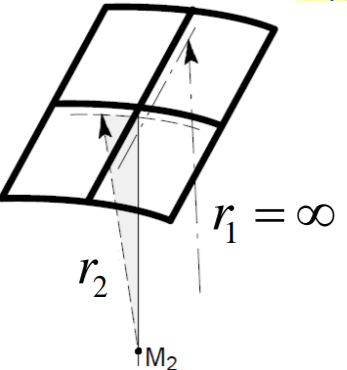 r₁ = ∞
r₂
M₂